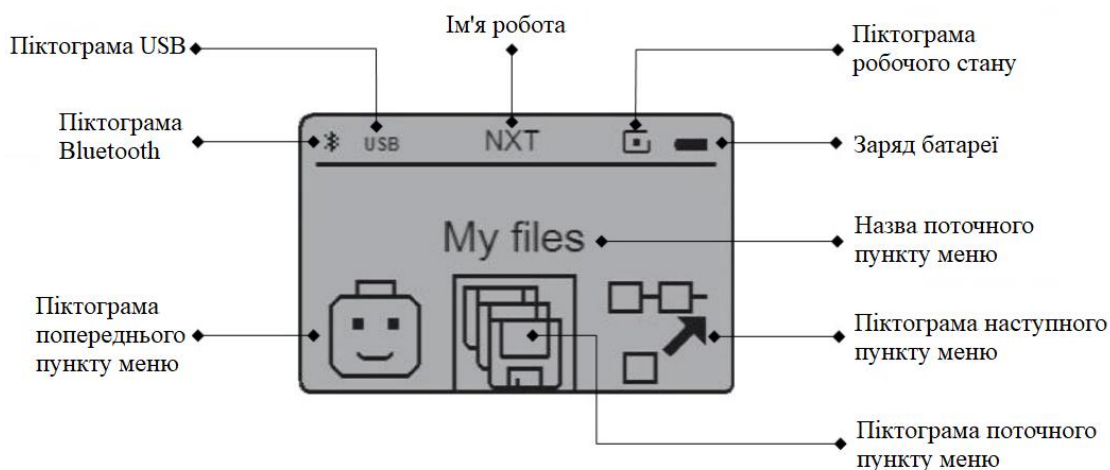 Ім'я робота
Піктограма USB
Піктограма
робочого стану
Піктограма
Bluetooth
USB
NXT
Заряд батареї
My files
Назва поточного
пункту меню
Піктограма
попереднього
пункту меню
Піктограма наступного
пункту меню
Піктограма поточного
пункту меню